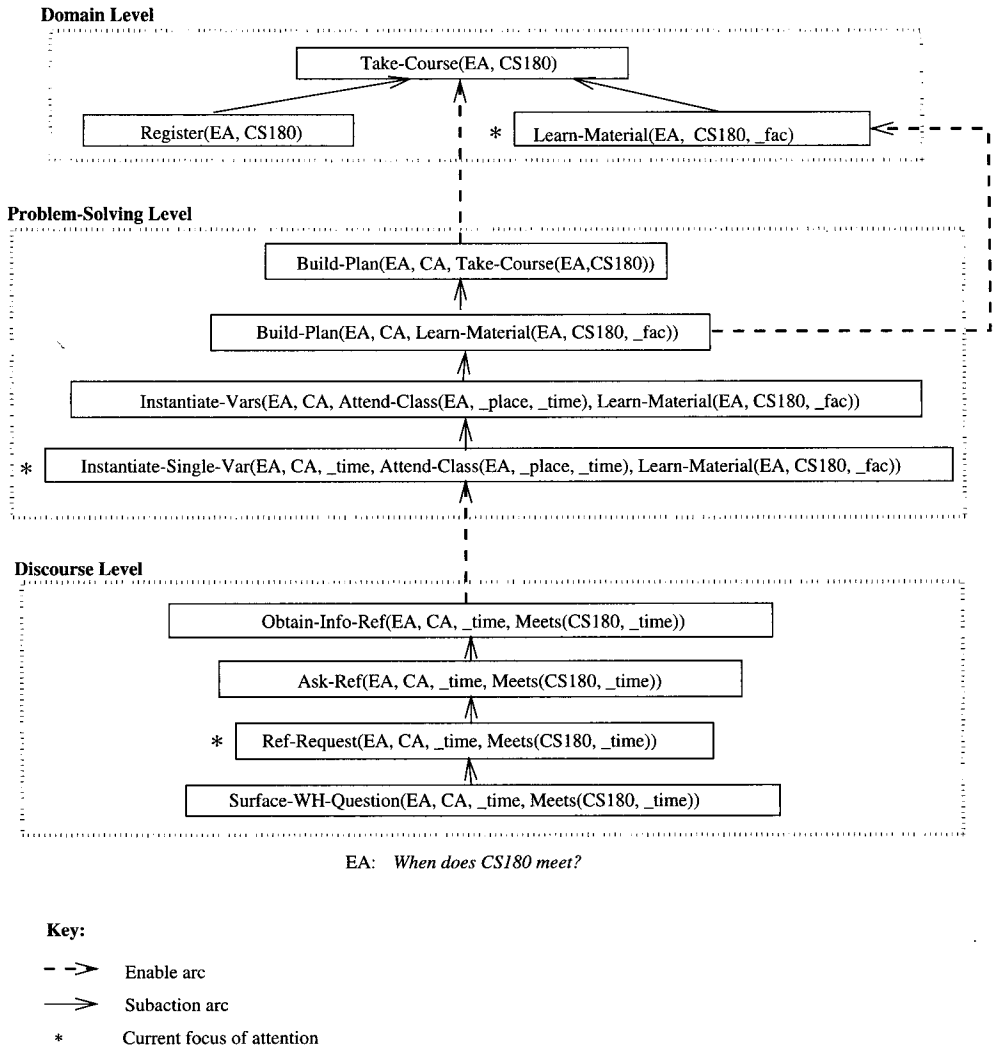 Domain Level
Take-Course(EA, CS180)
Register(EA, CS180)
* Learn-Material(EA, CS180, _fac)
Problem-Solving Level
Build-Plan(EA, CA, Take-Course(EA,CS180))
Build-Plan(EA, CA, Learn-Material(EA, CS180, _fac))
Instantiate-Vars(EA, CA, Attend-Class(EA, _place, _time), Learn-Material(EA, CS180, _fac))
* Instantiate-Single-Var(EA, CA, _time, Attend-Class(EA, _place, _time), Learn-Material(EA, CS180, _fac))
Discourse Level
Obtain-Info-Ref(EA, CA, _time, Meets(CS180, _time))
Ask-Ref(EA, CA, _time, Meets(CS180, _time))
* Ref-Request(EA, CA, _time, Meets(CS180, _time))
Surface-WH-Question(EA, CA, _time, Meets(CS180, _time))
EA: When does CS180 meet?
Key:
Enable arc
Subaction arc
* Current focus of attention